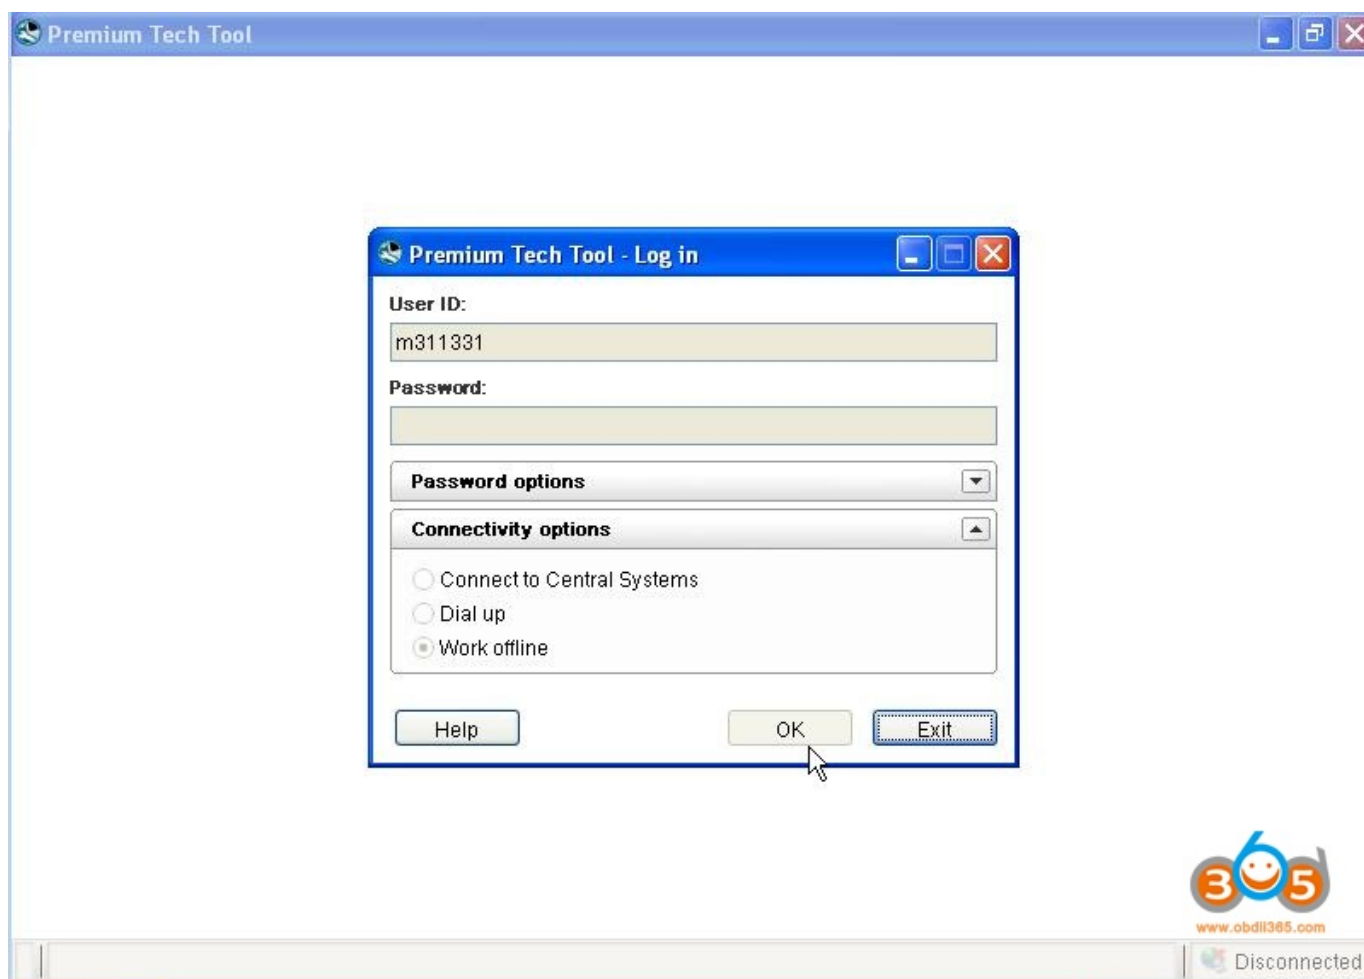 Premium Tech Tool
Premium Tech Tool - Log in
User ID:
m311331
Password:
Password options
Connectivity options
Connect to Central Systems
Dial up
Work offline
Help OK Exit
365
www.obdii365.com
Disconnected